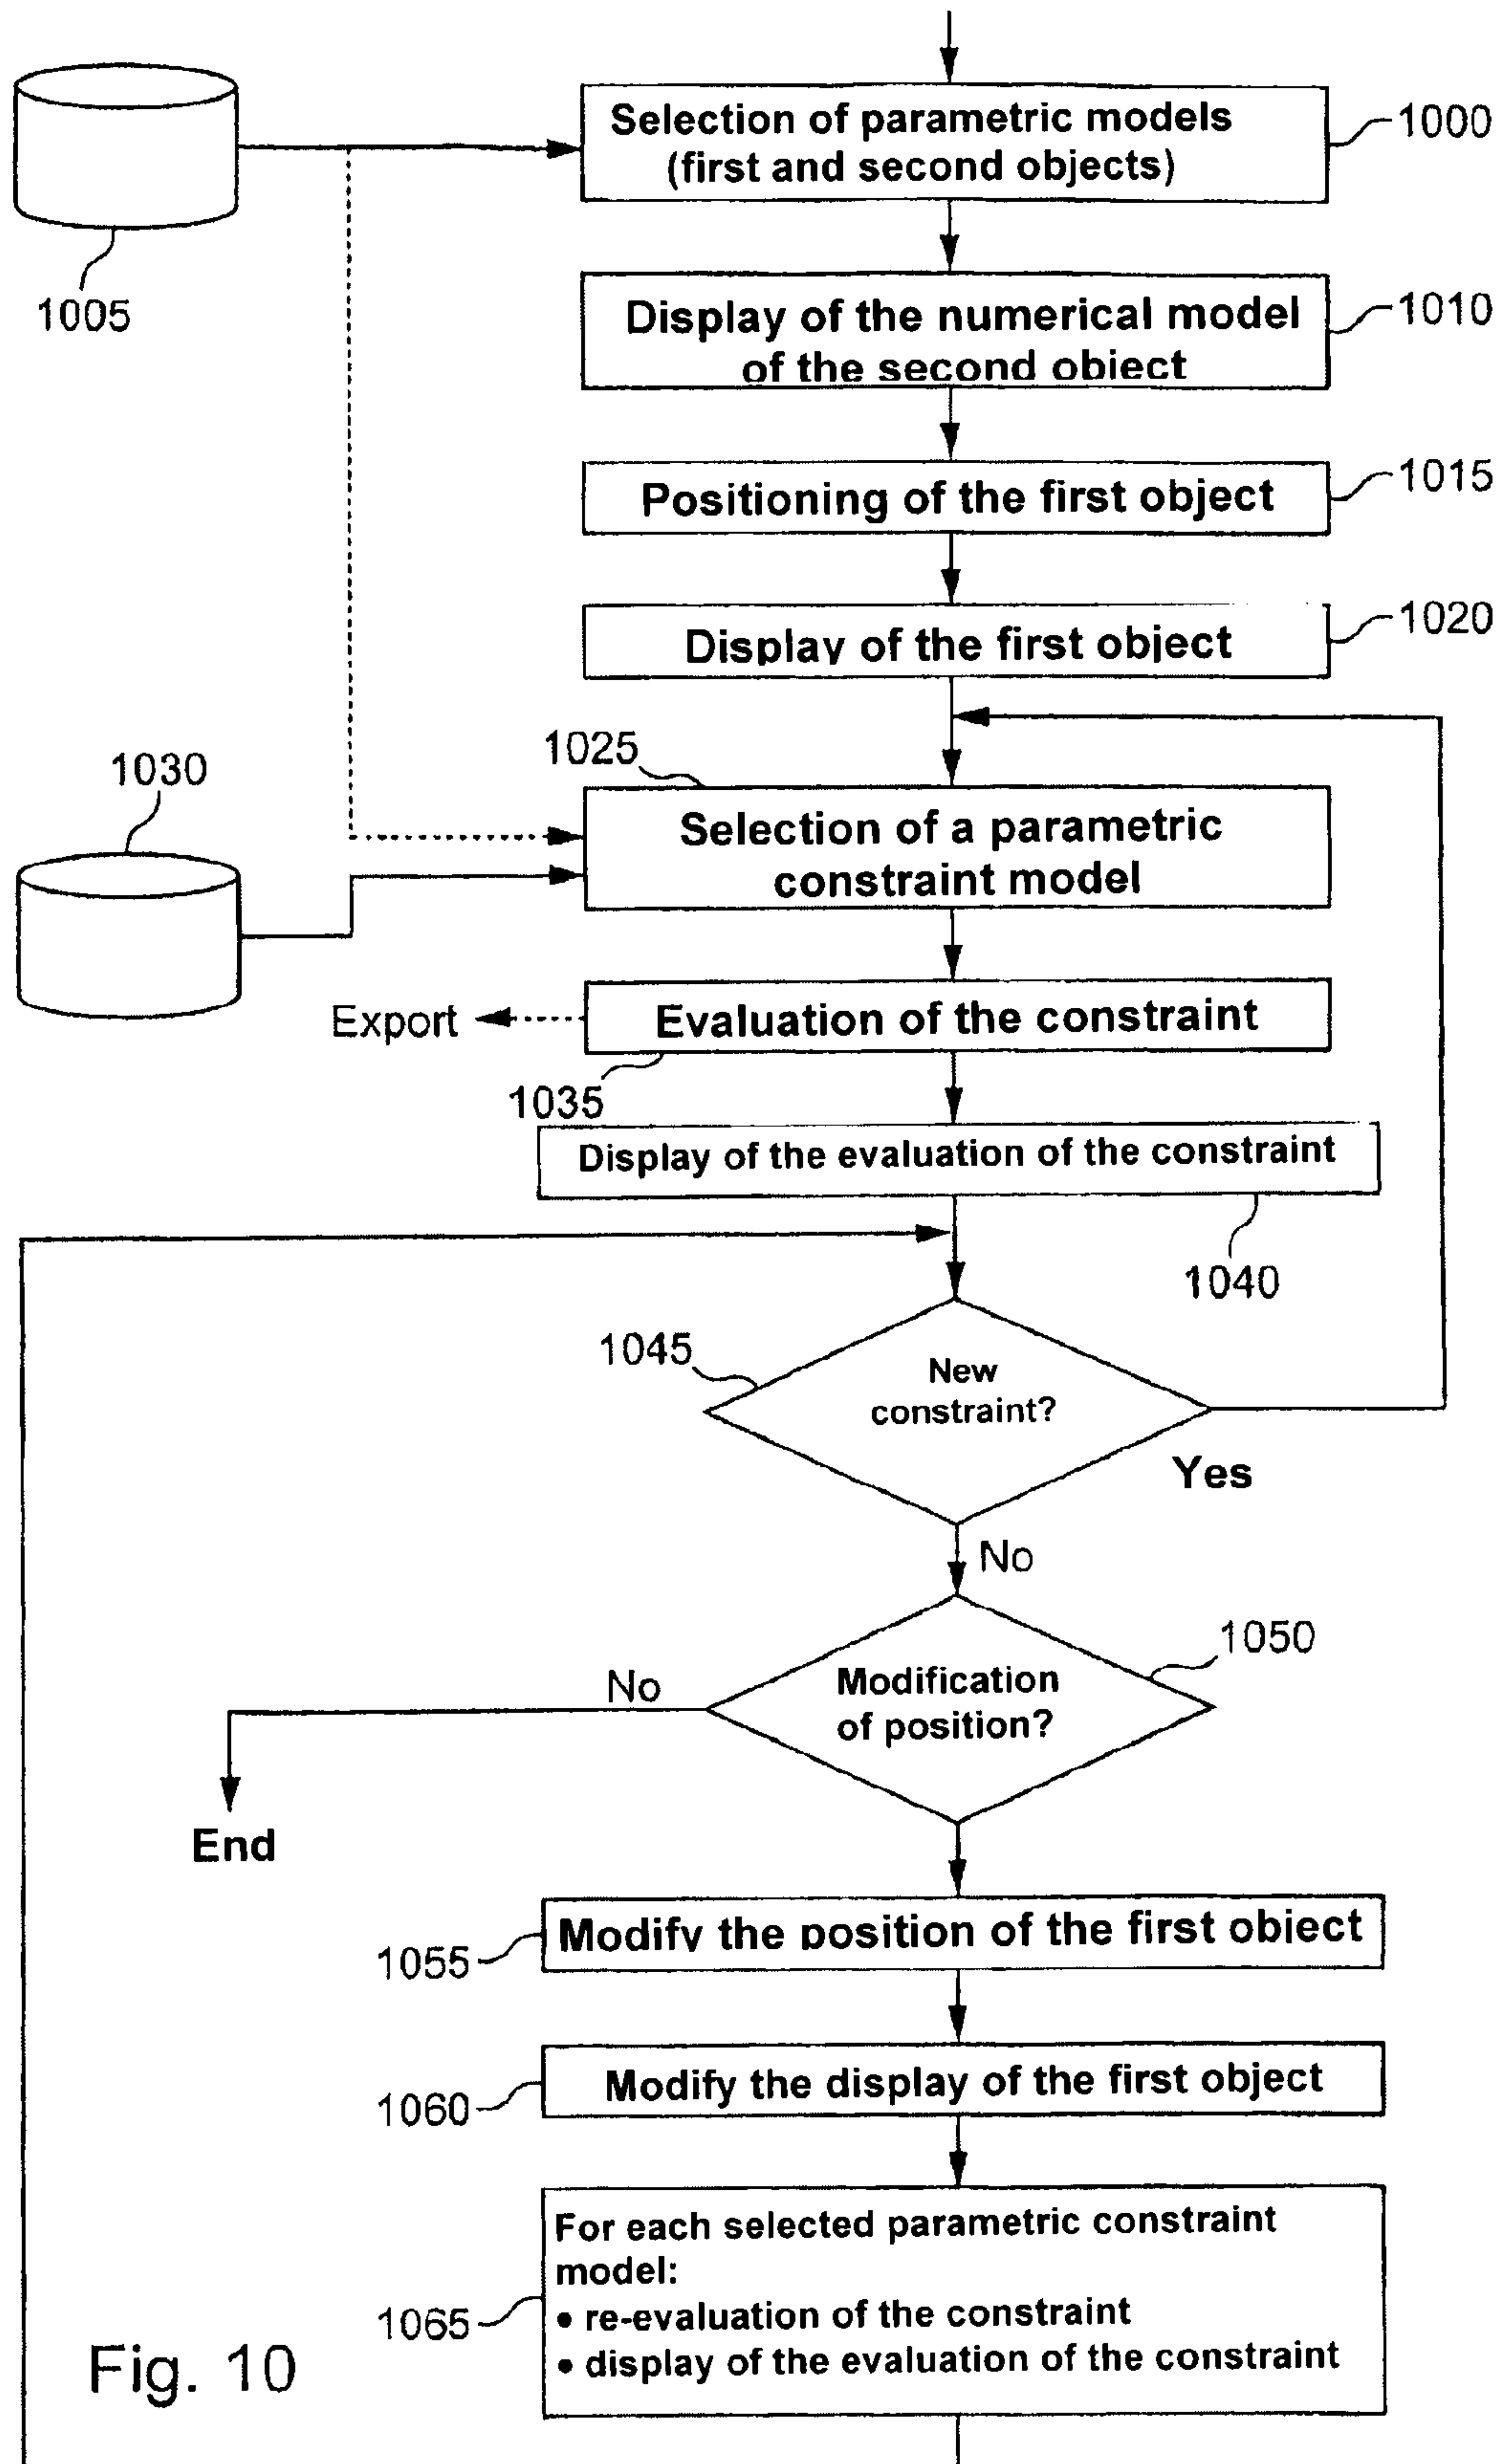 Selection of parametric models
(first and second objects)
1000
1005
Display of the numerical model
of the second object
1010
Positioning of the first object
1015
Display of the first object
1020
1025
1030
Selection of a parametric
constraint model
Export
Evaluation of the constraint
1035
Display of the evaluation of the constraint
1040
1045
New
constraint?
Yes
No
1050
No
Modification
of position?
End
Modify the position of the first object
1055
Modify the display of the first object
1060
For each selected parametric constraint
model:
• re-evaluation of the constraint
• display of the evaluation of the constraint
1065
Fig. 10